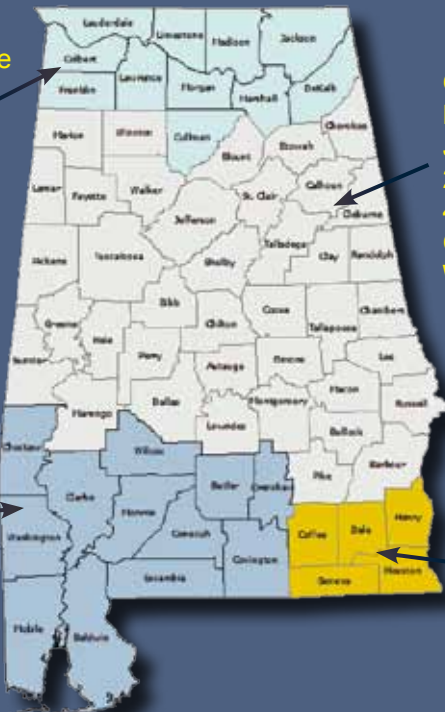 Lauderdale
Limestone
Madison
Jackson
Colbert
Lawrence
Franklin
Morgan
Marshall
DeKalb
Cullman
Marion
Winston
Cherokee
Blount
Etowah
Lamar
Fayette
Walker
St. Clair
Calhoun
Cleburne
Jefferson
Talladega
Pickens
Tuscaloosa
Shelby
Clay
Randolph
Bibb
Coosa
Chambers
Greene
Hale
Chilton
Tallapoosa
Perry
Lee
Sumter
Autauga
Elmore
Dallas
Macon
Marengo
Lowndes
Montgomery
Russell
Bullock
Choctaw
Wilcox
Pike
Barbour
Butler
Crenshaw
Clarke
Monroe
Henry
Washington
Conecuh
Coffee
Dale
Covington
Houston
Escambia
Geneva
Mobile
Baldwin